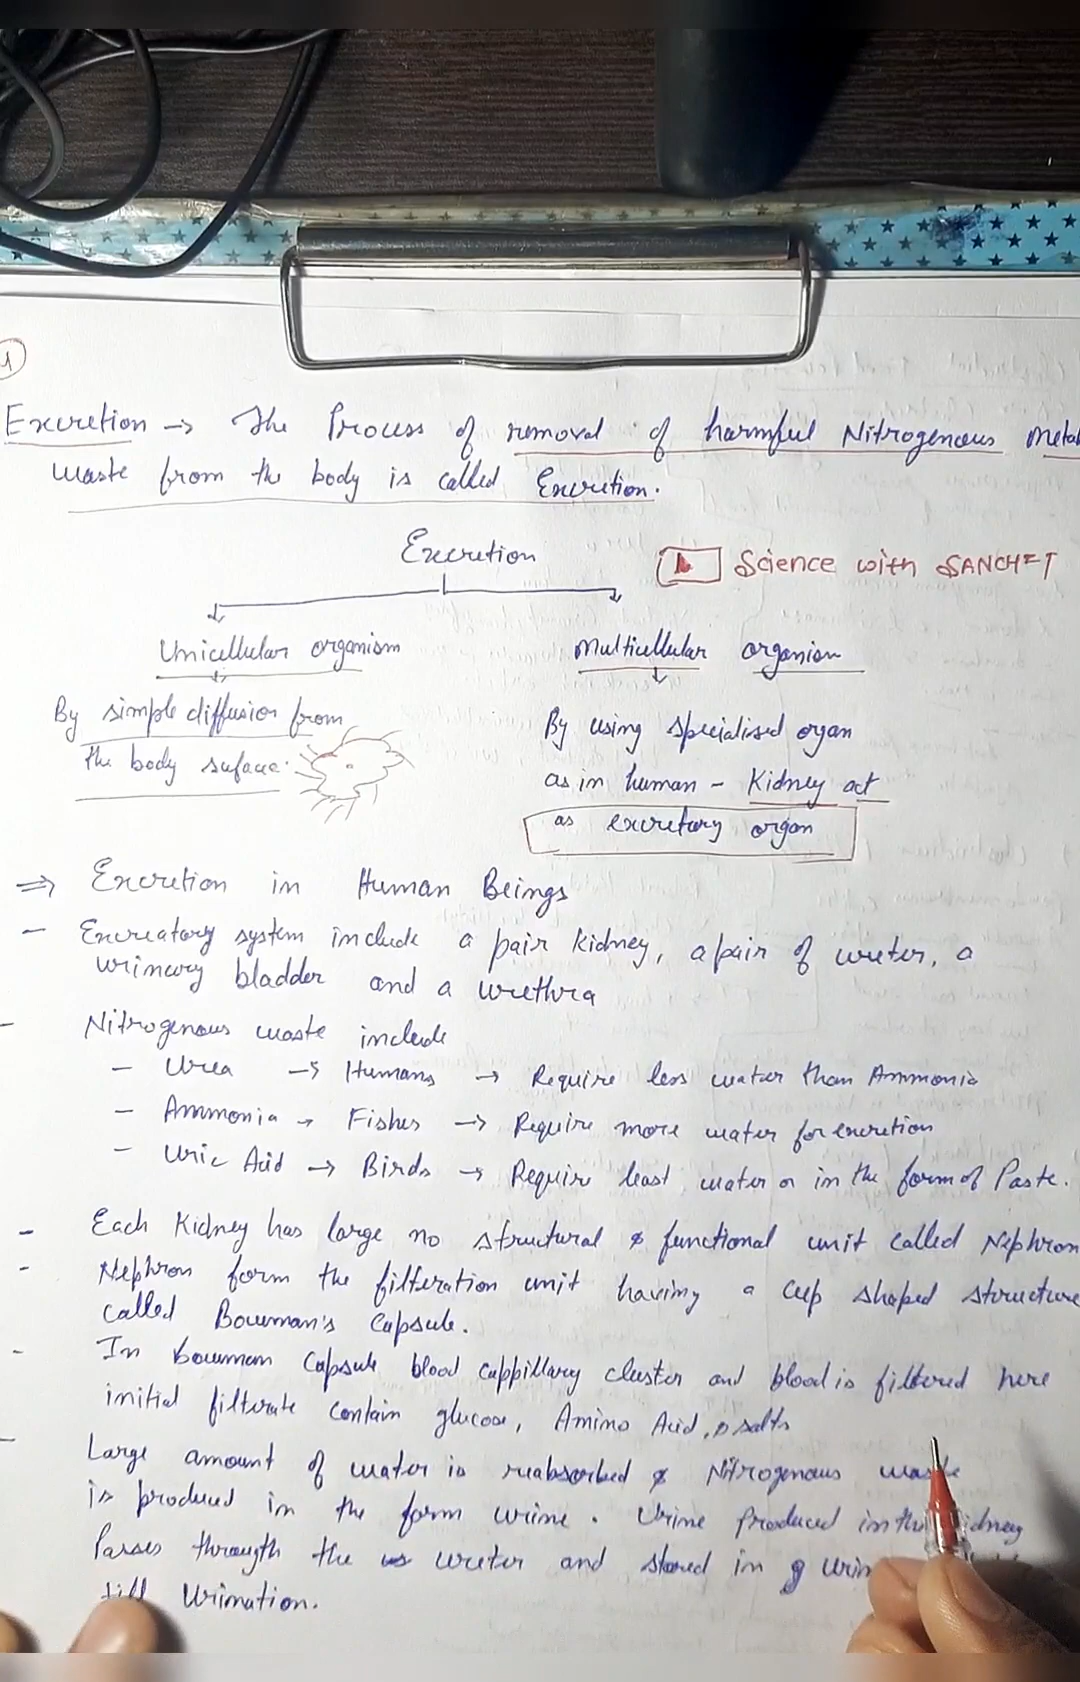 1
Excretion → The Process of removal of harmful Nitrogenous Metab
waste from the body is called Excretion.
Excretion
Science with SANCHET
Unicellular organism
Multicellular organism
By simple diffusion from
the body suface.
By using specialised organ
as in human - Kidney act
as excretory organ
⇒ Excretion in Human Beings
- Excreatory system include a pair kidney, a pair of ureter, a
urinary bladder and a urethra
- Nitrogenous waste include
- Urea → Humans → Require less water than Ammonia
- Ammonia → Fishes → Require more water for excretion
- Uric Acid → Birds → Require least water or in the form of Paste.
- Each Kidney has large no structural & functional unit called Nephron
- Nephron form the filteration unit having a cup shaped structure
called Bowman's Capsule.
- In bowman Capsule blood cappillary cluster and blood is filtered here
initial filterate contain glucose, Amino Acid, salts
- Large amount of water is reabsorbed & Nitrogenous waste
is produced in the form urine. Urine produced in the kidney
Passes throught the ureter and stored in
till Urination.